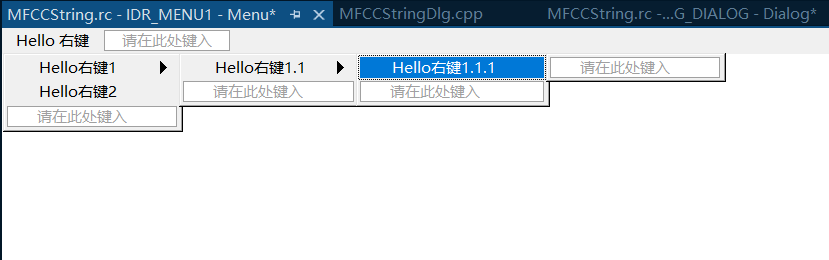 MFCCString.rc - IDR_MENU1 - Menu* MFCCStringDlg.cpp MFCCString.rc -...G_DIALOG - Dialog*
Hello 右键 请在此处键入
Hello右键1 Hello右键1.1 Hello右键1.1.1 请在此处键入
Hello右键2 请在此处键入 请在此处键入
请在此处键入